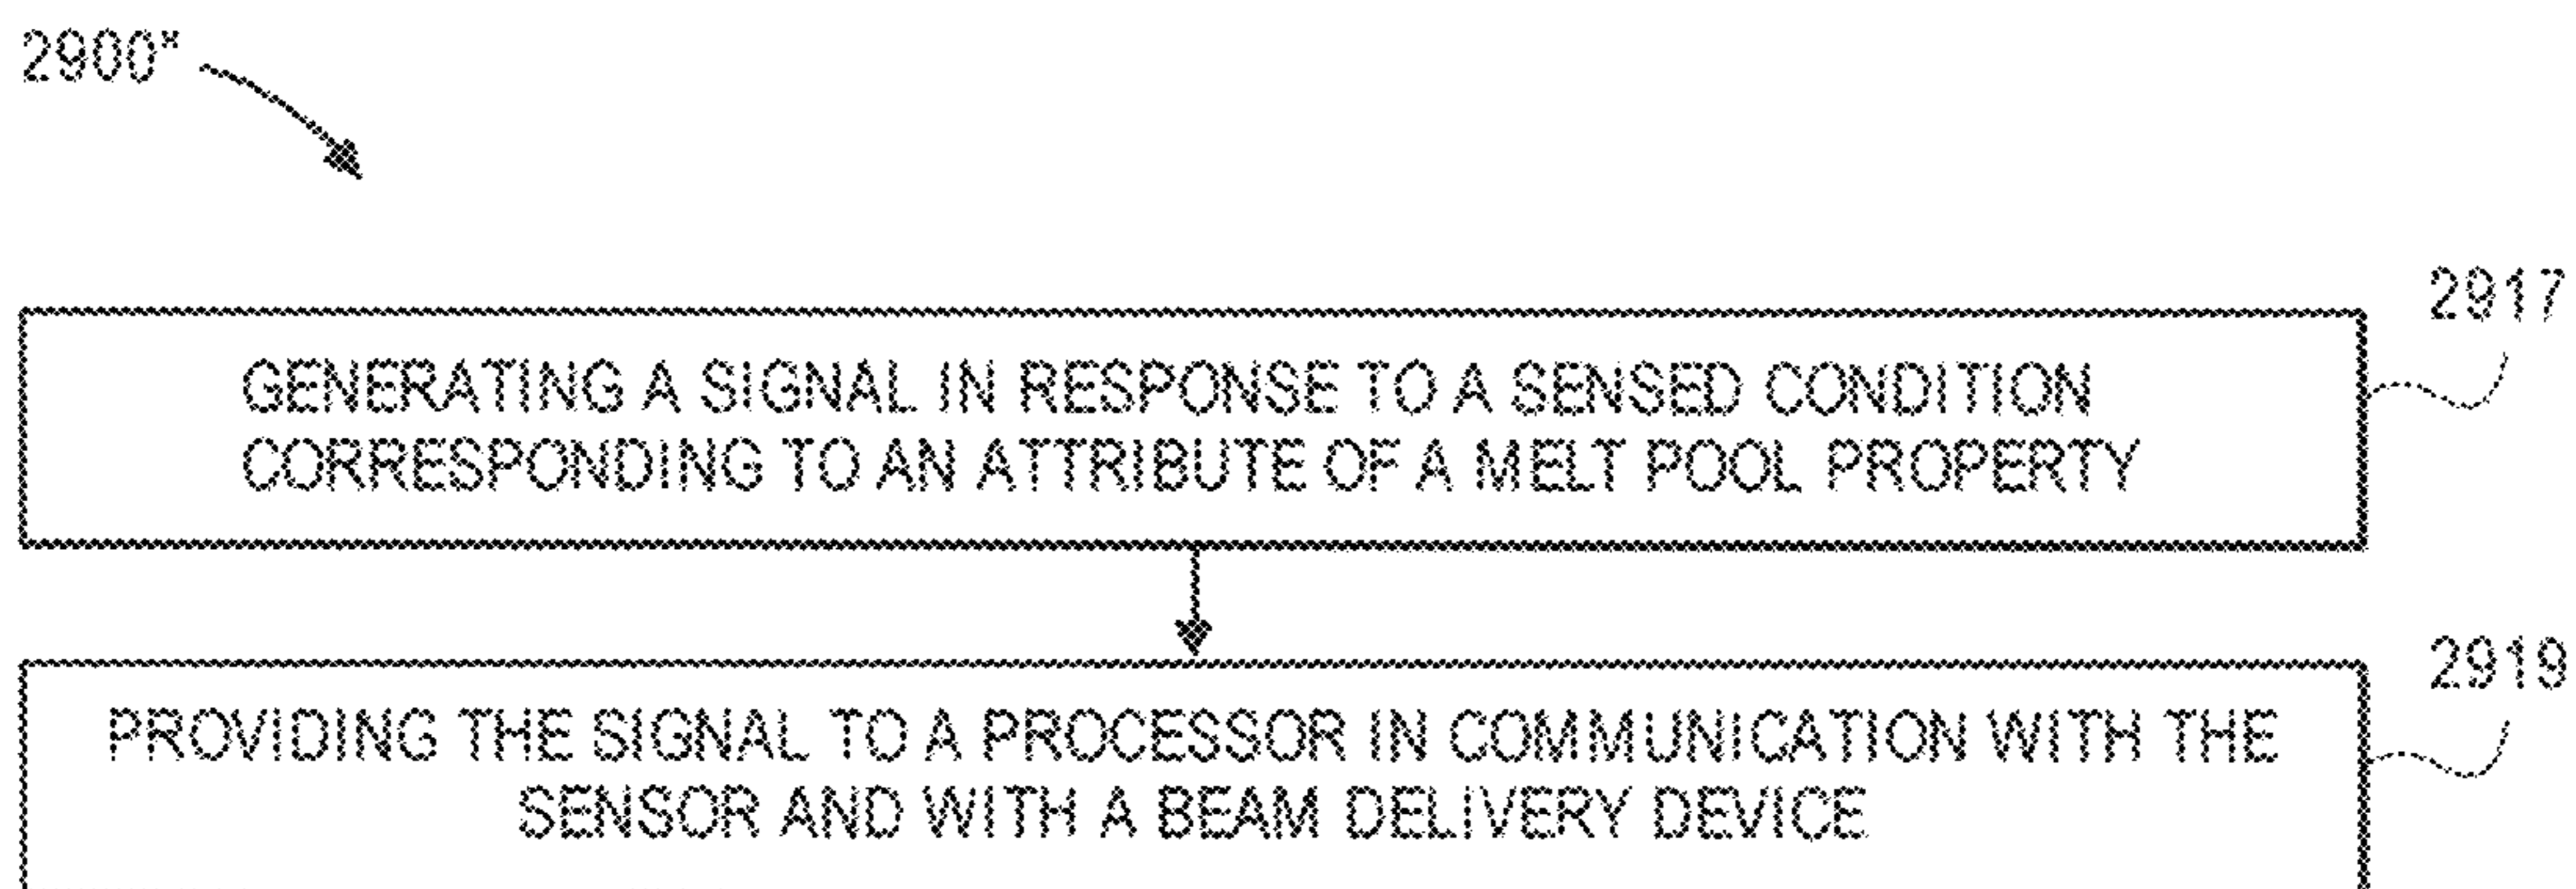 2900"
2917
GENERATING A SIGNAL IN RESPONSE TO A SENSED CONDITION
CORRESPONDING TO AN ATTRIBUTE OF A MELT POOL PROPERTY
2919
PROVIDING THE SIGNAL TO A PROCESSOR IN COMMUNICATION WITH THE
SENSOR AND WITH A BEAM DELIVERY DEVICE